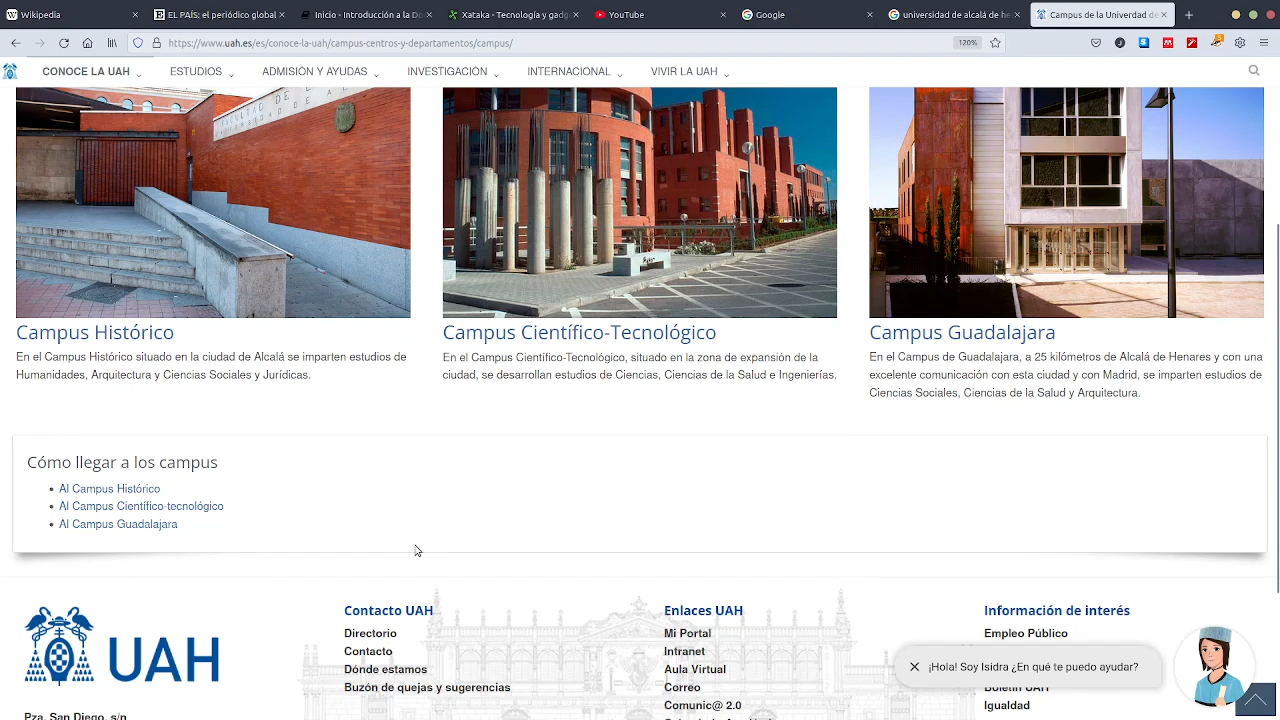 Wikipedia
EL PAÍS: el periódico g
Inicio - DLE - RAE - Re
Apra - Tecnología y gadg
YouTube
Google
universidad de alcalá de he
Campus de la Universidad de
https://www.uah.es/es/conoce-la-uah/campus-centros-y-departamentos/campus/
120%
CONOCE LA UAH
ESTUDIOS
ADMISIÓN Y AYUDAS
INVESTIGACIÓN
INTERNACIONAL
VIVIR LA UAH
Campus Histórico
En el Campus Histórico situado en la ciudad de Alcalá se imparten estudios de
Humanidades, Arquitectura y Ciencias Sociales y Jurídicas.
Campus Científico-Tecnológico
En el Campus Científico-Tecnológico, situado en la zona de expansión de la
ciudad, se desarrollan estudios de Ciencias, Ciencias de la Salud e Ingenierías.
Campus Guadalajara
En el Campus de Guadalajara, a 25 kilómetros de Alcalá de Henares y con una
excelente comunicación con esta ciudad y con Madrid, se imparten estudios de
Ciencias Sociales, Ciencias de la Salud y Arquitectura.
Cómo llegar a los campus
Al Campus Histórico
Al Campus Científico-tecnológico
Al Campus Guadalajara
UAH
Pza. San Diego, s/n
Contacto UAH
Directorio
Contacto
Dónde estamos
Buzón de quejas y sugerencias
Enlaces UAH
Mi Portal
Intranet
Aula Virtual
Correo
Comunic@ 2.0
Información de interés
Empleo Público
¡Hola! Soy Isidra ¿En qué te puedo ayudar?
Boletín UAH
Igualdad